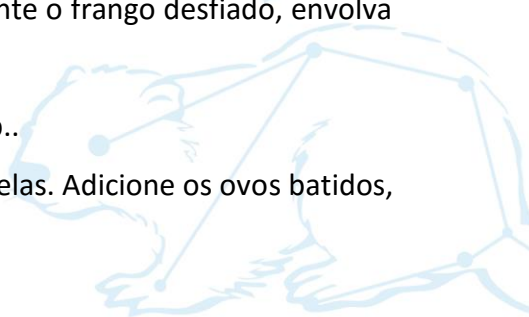 nte o frango desfiado, envolva
o..
elas. Adicione os ovos batidos,